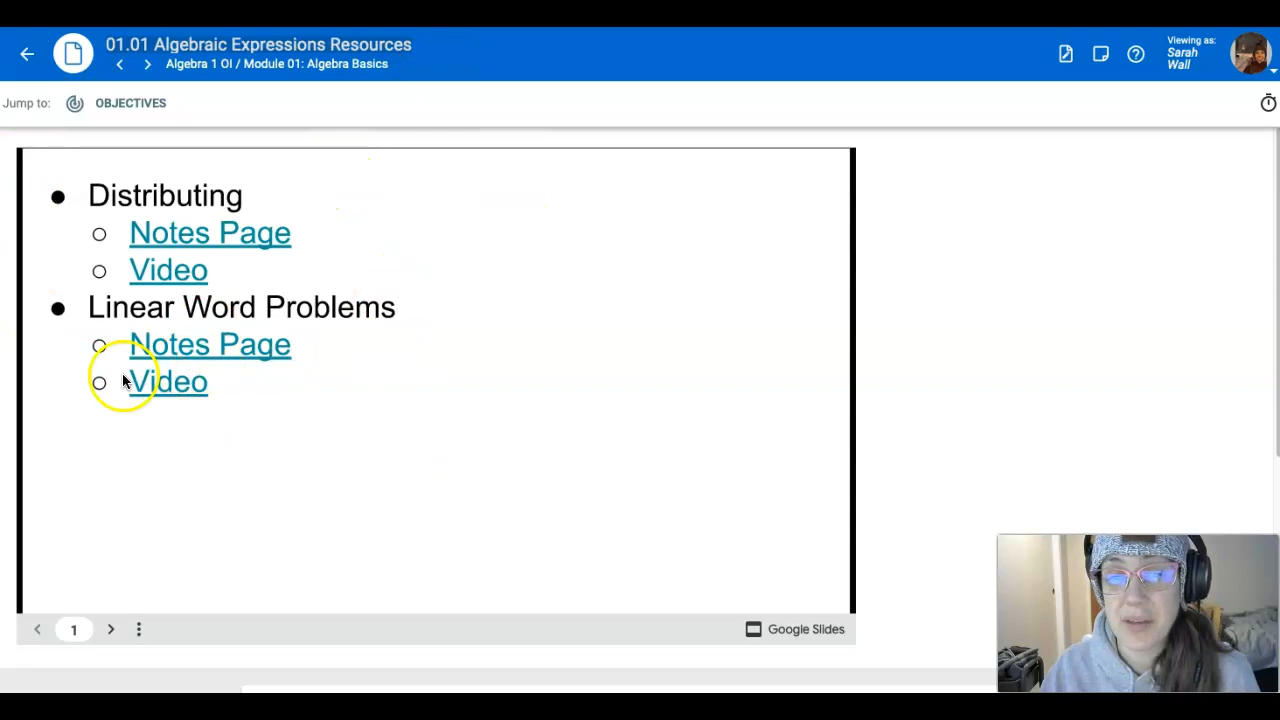 01.01 Algebraic Expressions Resources
Algebra 1 OI / Module 01: Algebra Basics
Viewing as:
Sarah
Wall
Jump to: OBJECTIVES
● Distributing
○ Notes Page
○ Video
● Linear Word Problems
○ Notes Page
○ Video
1
Google Slides